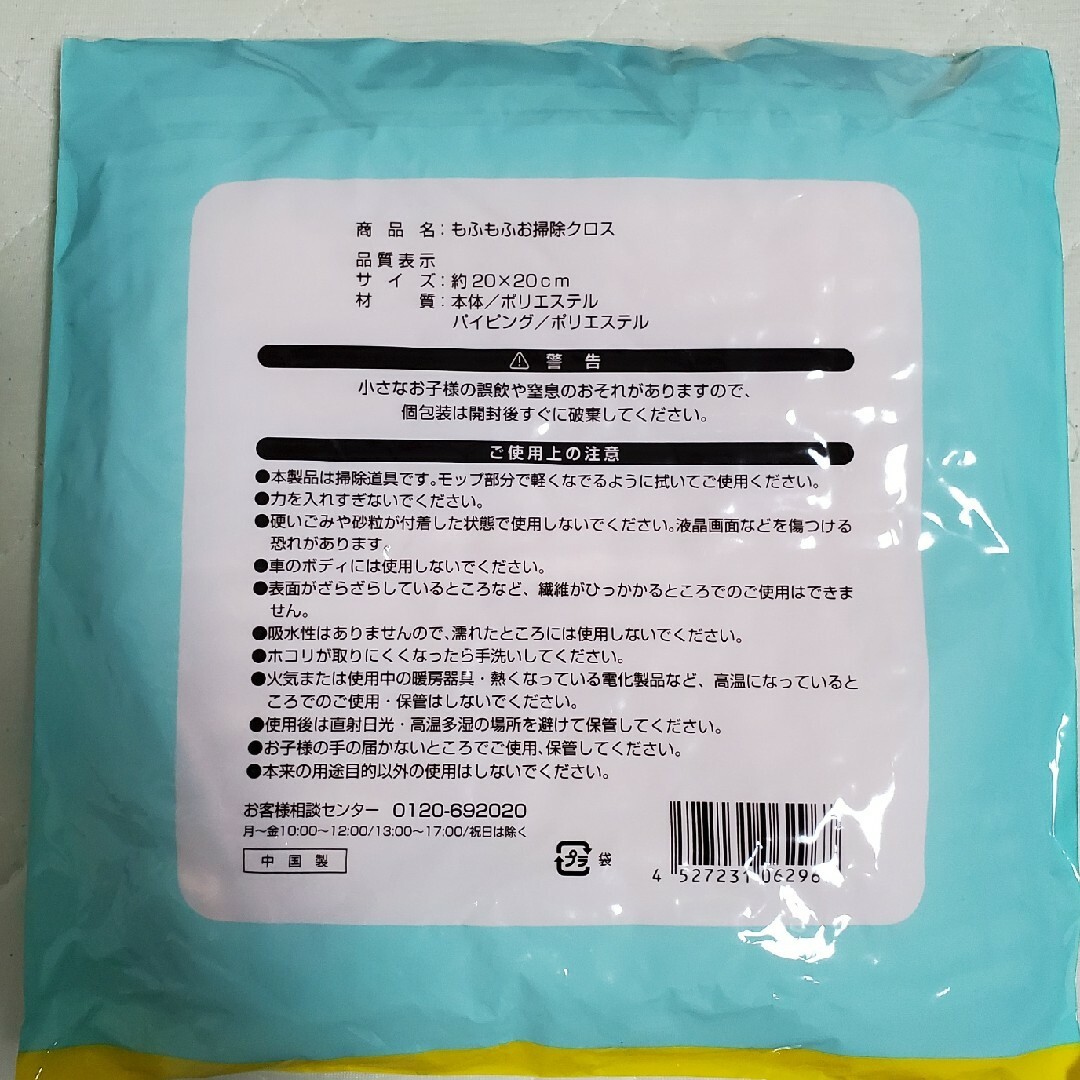 商品名：もふもふお掃除クロス
品質表示
サイズ：約20×20cm
材質：本体／ポリエステル
パイピング／ポリエステル
⚠ 警告
小さなお子様の誤飲や窒息のおそれがありますので、
個包装は開封後すぐに破棄してください。
ご使用上の注意
●本製品は掃除道具です。モップ部分で軽くなでるように拭いてご使用ください。
●力を入れすぎないでください。
●硬いごみや砂粒が付着した状態で使用しないでください。液晶画面などを傷つける
恐れがあります。
●車のボディには使用しないでください。
●表面がざらざらしているところなど、繊維がひっかかるところでのご使用はできま
せん。
●吸水性はありませんので、濡れたところには使用しないでください。
●ホコリが取りにくくなったら手洗いしてください。
●火気または使用中の暖房器具・熱くなっている電化製品など、高温になっていると
ころでのご使用・保管はしないでください。
●使用後は直射日光・高温多湿の場所を避けて保管してください。
●お子様の手の届かないところでご使用、保管してください。
●本来の用途目的以外の使用はしないでください。
お客様相談センター 0120-692020
月～金10:00～12:00/13:00～17:00/祝日は除く
中国製
プラ 袋
4 527231 06296